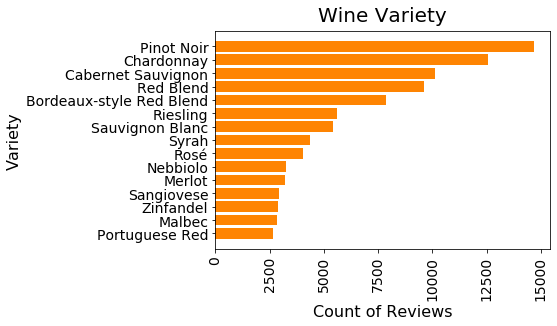 Wine Variety
Variety
Pinot Noir
Chardonnay
Cabernet Sauvignon
Red Blend
Bordeaux-style Red Blend
Riesling
Sauvignon Blanc
Syrah
Rosé
Nebbiolo
Merlot
Sangiovese
Zinfandel
Malbec
Portuguese Red
0
2500
5000
7500
10000
12500
15000
Count of Reviews